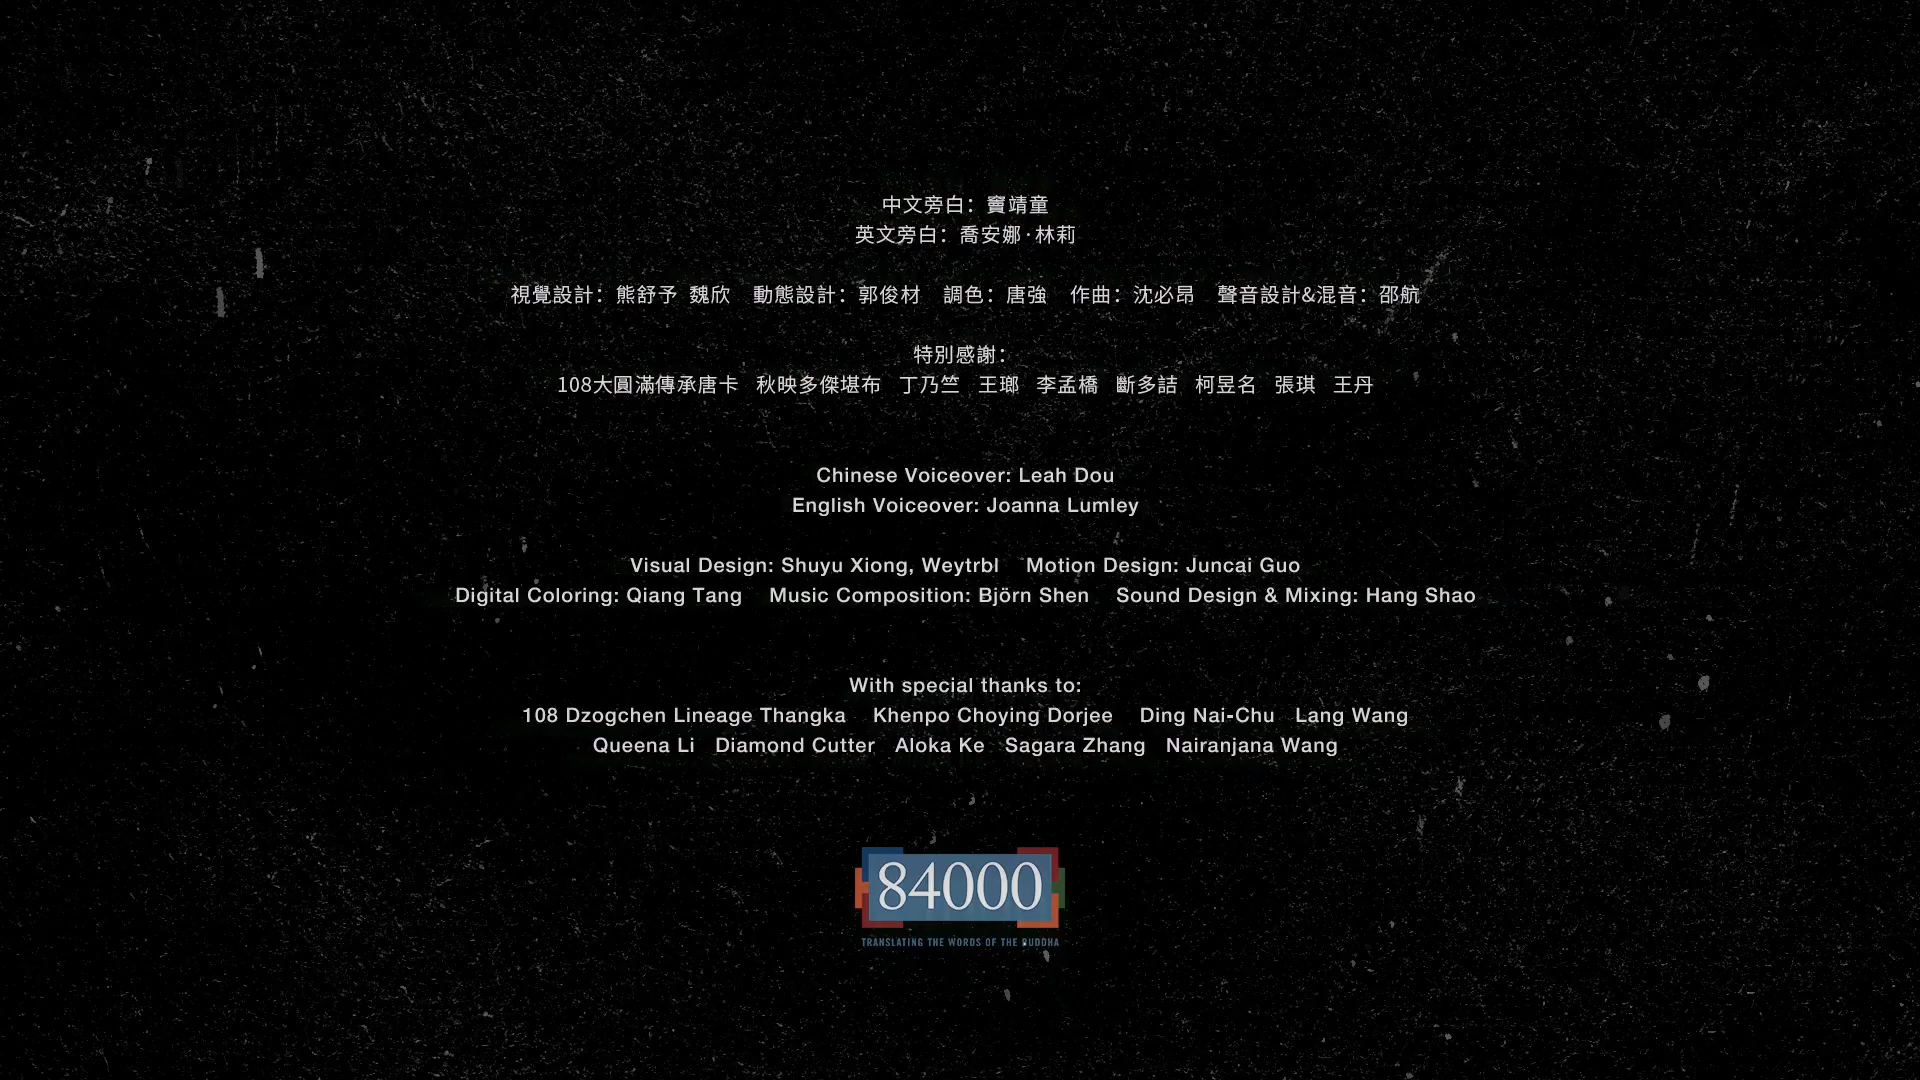 中文旁白：竇靖童
英文旁白：喬安娜·林莉
視覺設計：熊舒予 魏欣 動態設計：郭俊材 調色：唐強 作曲：沈必昂 聲音設計&混音：邵航
特別感謝：
108大圓滿傳承唐卡 秋映多傑堪布 丁乃竺 王瑯 李孟橋 斷多詰 柯昱名 張琪 王丹
Chinese Voiceover: Leah Dou
English Voiceover: Joanna Lumley
Visual Design: Shuyu Xiong, Weytrbl Motion Design: Juncai Guo
Digital Coloring: Qiang Tang Music Composition: Björn Shen Sound Design & Mixing: Hang Shao
With special thanks to:
108 Dzogchen Lineage Thangka Khenpo Choying Dorjee Ding Nai-Chu Lang Wang
Queena Li Diamond Cutter Aloka Ke Sagara Zhang Nairanjana Wang
84000
TRANSLATING THE WORDS OF THE BUDDHA